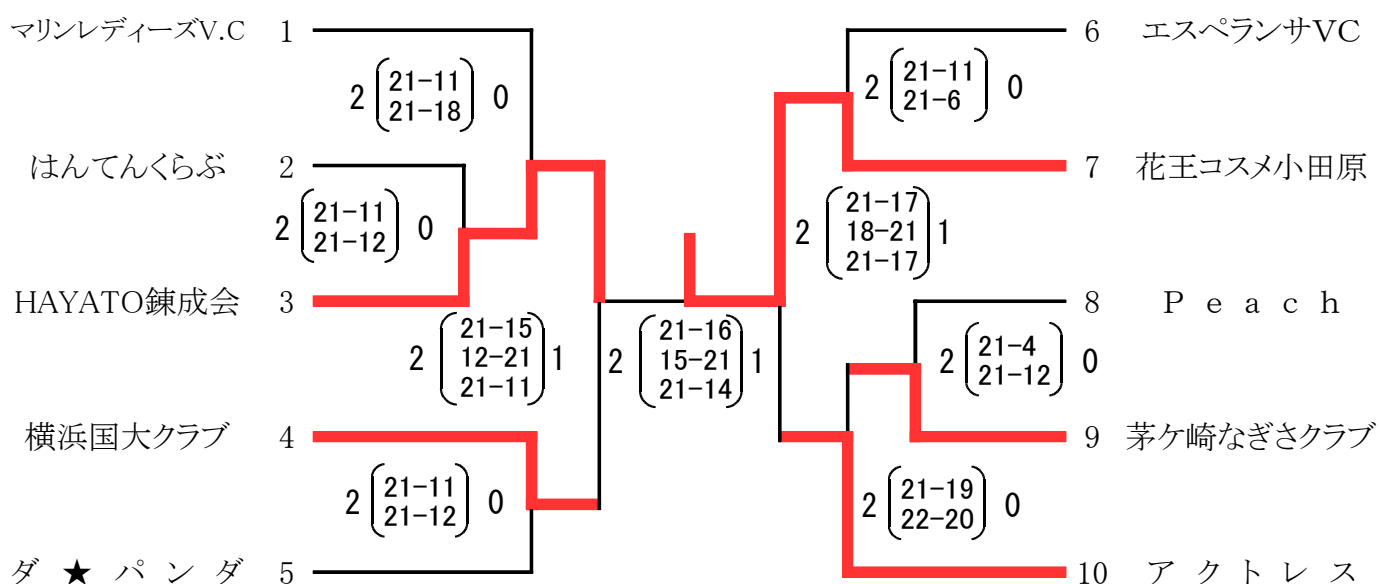 マリンレディーズV.C 1
6 エスペランサVC
2 21-11 0
21-18
2 21-11 0
21-6
はんてんくらぶ 2
7 花王コスメ小田原
2 21-11 0
21-12
2 21-17 1
18-21
21-17
HAYATO錬成会 3
8 Peach
2 21-15 1
12-21
21-11
2 21-16 1
15-21
21-14
2 21-4 0
21-12
横浜国大クラブ 4
9 茅ケ崎なぎさクラブ
2 21-11 0
21-12
2 21-19 0
22-20
ダ★パンダ 5
10 アクトレス